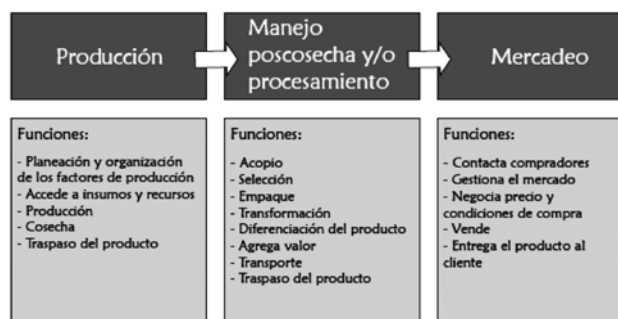 Producción
Manejo
poscosecha y/o
procesamiento
Mercadeo
Funciones:
- Planeación y organización
de los factores de producción
- Accede a insumos y recursos
- Producción
- Cosecha
- Traspaso del producto
Funciones:
- Acopio
- Selección
- Empaque
- Transformación
- Diferenciación del producto
- Agrega valor
- Transporte
- Traspaso del producto
Funciones:
- Contacta compradores
- Gestiona el mercado
- Negocia precio y
condiciones de compra
- Vende
- Entrega el producto al
cliente